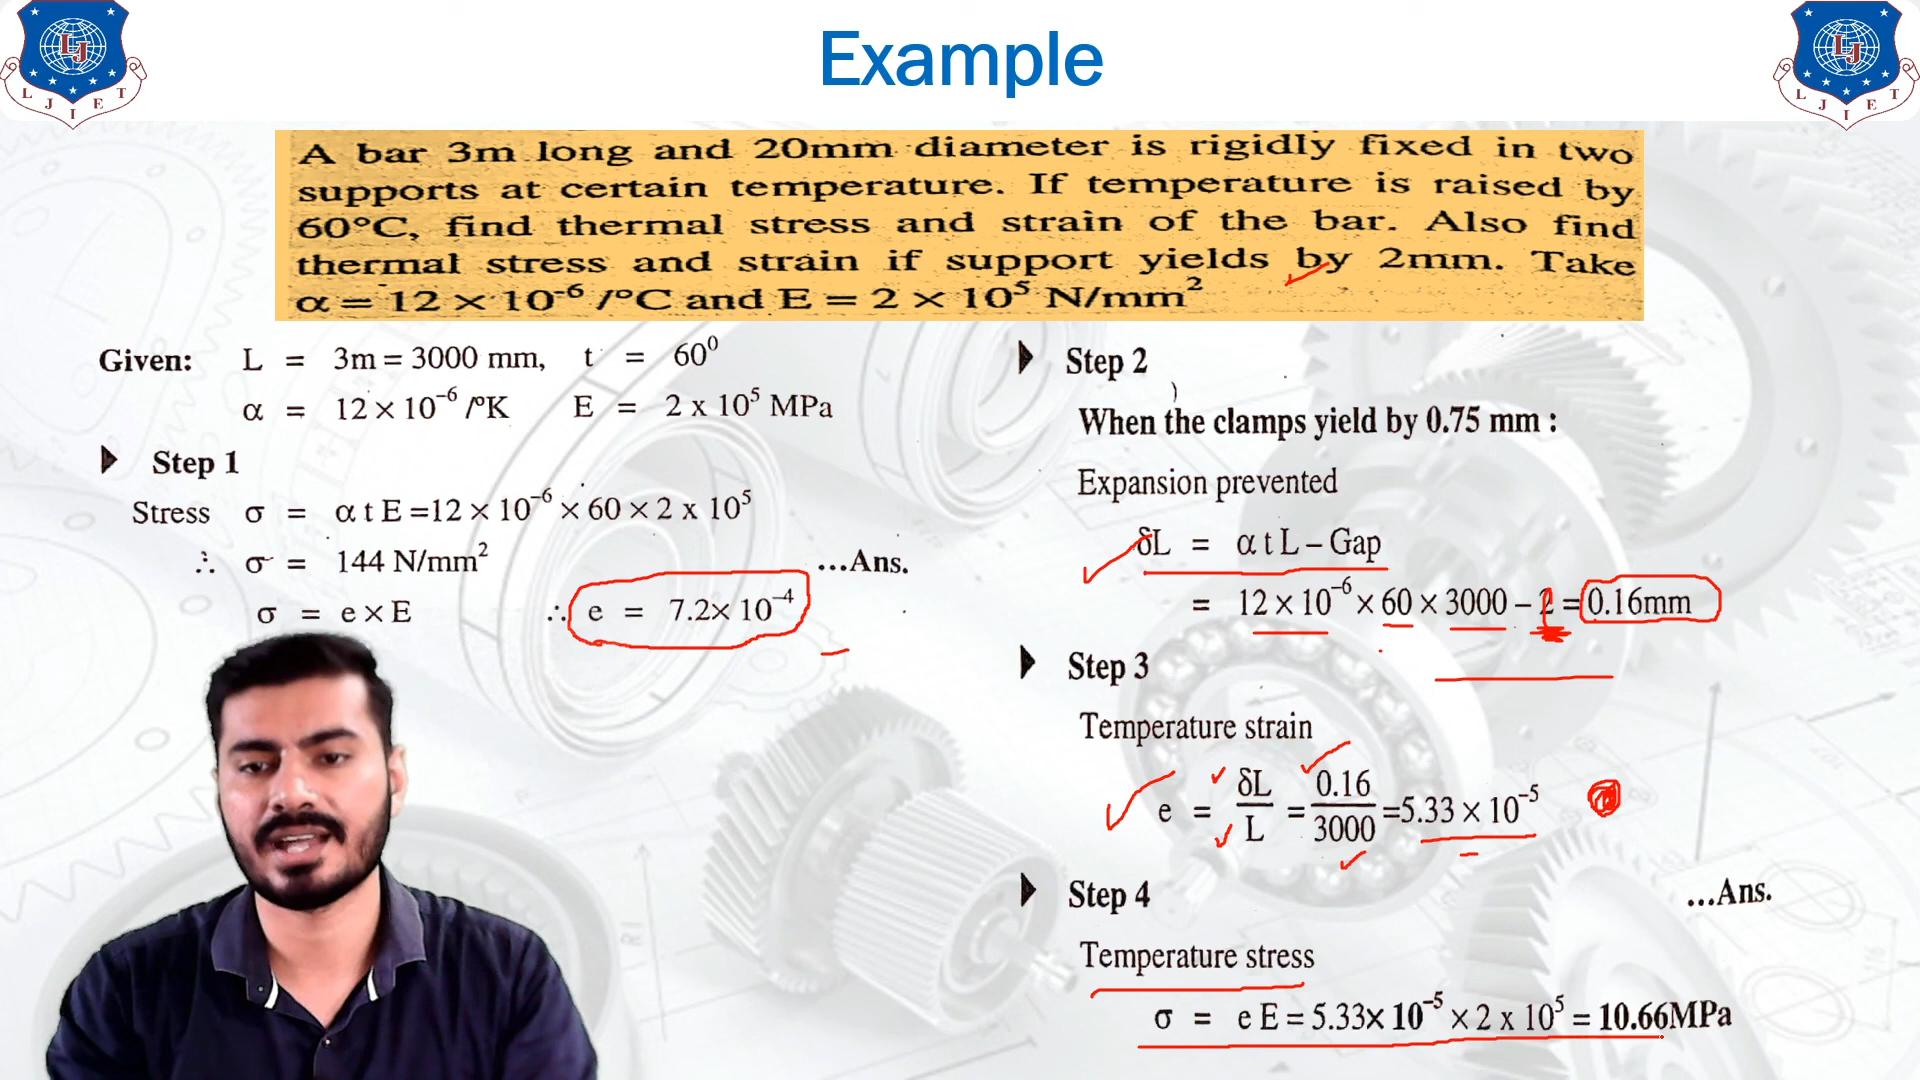 Example
LJ
L J I E T
LJ
L J I E T
A bar 3m long and 20mm diameter is rigidly fixed in two
supports at certain temperature. If temperature is raised by
60°C, find thermal stress and strain of the bar. Also find
thermal stress and strain if support yields by 2mm. Take
α = 12 × 10⁻⁶ /°C and E = 2 × 10⁵ N/mm²
Given: L = 3m = 3000 mm, t = 60⁰
α = 12 × 10⁻⁶ /°K E = 2 x 10⁵ MPa
Step 1
Stress σ = α t E =12 × 10⁻⁶ × 60 × 2 x 10⁵
∴ σ = 144 N/mm² ...Ans.
σ = e × E ∴ e = 7.2× 10⁻⁴
Step 2
When the clamps yield by 0.75 mm :
Expansion prevented
δL = α t L – Gap
= 12 × 10⁻⁶ × 60 × 3000 – 2 = 0.16mm
Step 3
Temperature strain
e = δL/L = 0.16/3000 =5.33 × 10⁻⁵
Step 4
...Ans.
Temperature stress
σ = e E = 5.33× 10⁻⁵ × 2 x 10⁵ = 10.66MPa